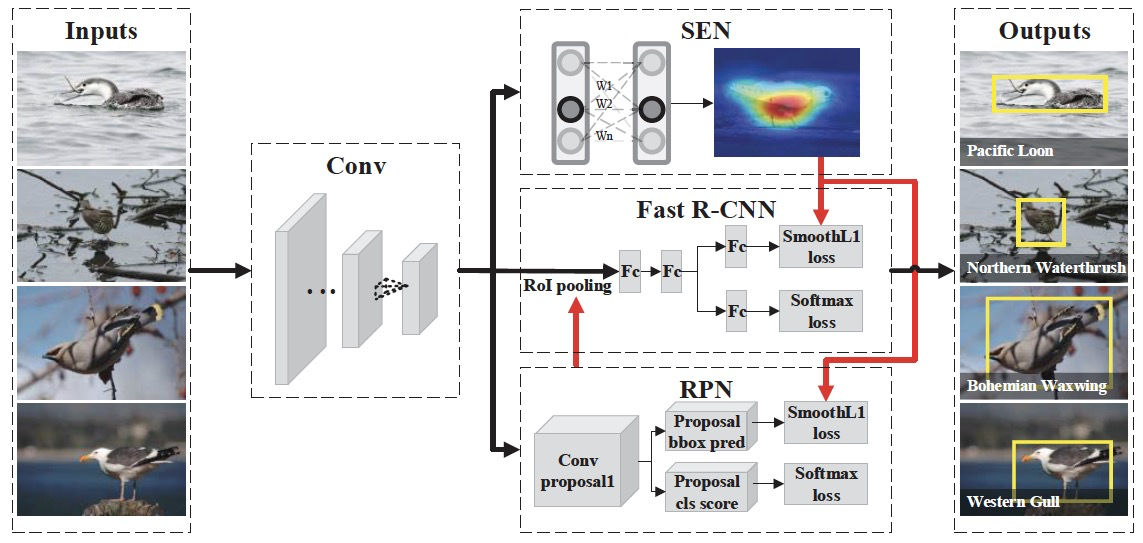 Inputs
Conv
...
SEN
W1
W2
Wn
Fast R-CNN
RoI pooling
Fc
Fc
Fc
SmoothL1
loss
Fc
Softmax
loss
RPN
Conv
proposal1
Proposal
bbox pred
SmoothL1
loss
Proposal
cls score
Softmax
loss
Outputs
Pacific Loon
Northern Waterthrush
Bohemian Waxwing
Western Gull